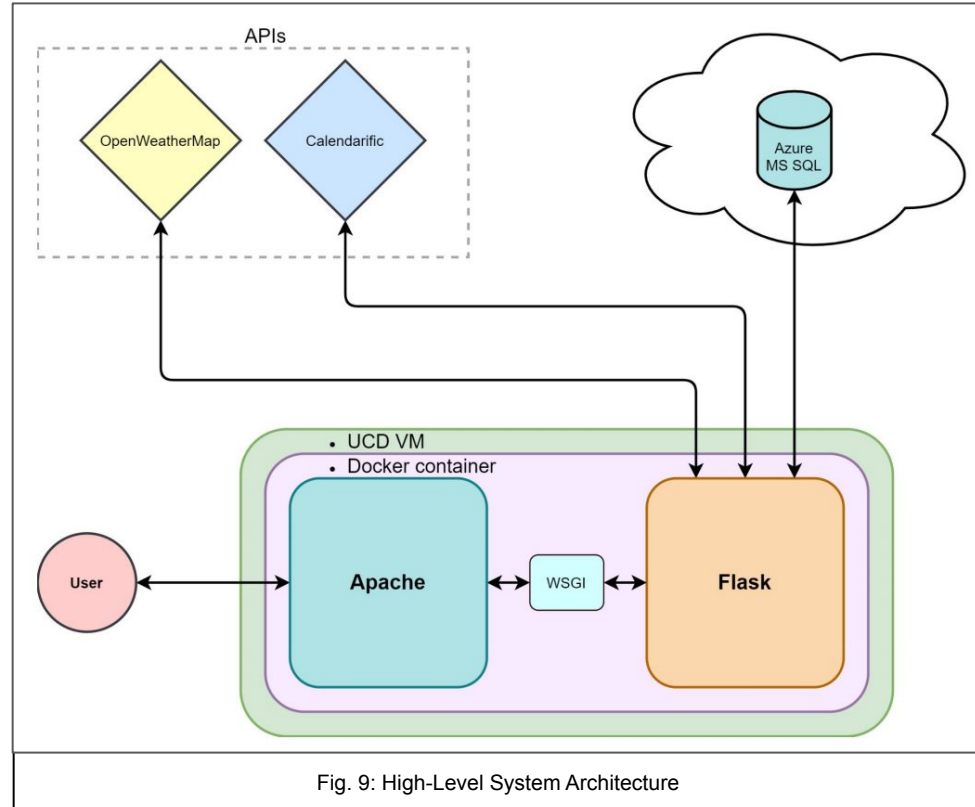 APIs
OpenWeatherMap
Calendarific
Azure
MS SQL
• UCD VM
• Docker container
User
Apache
WSGI
Flask
Fig. 9: High-Level System Architecture